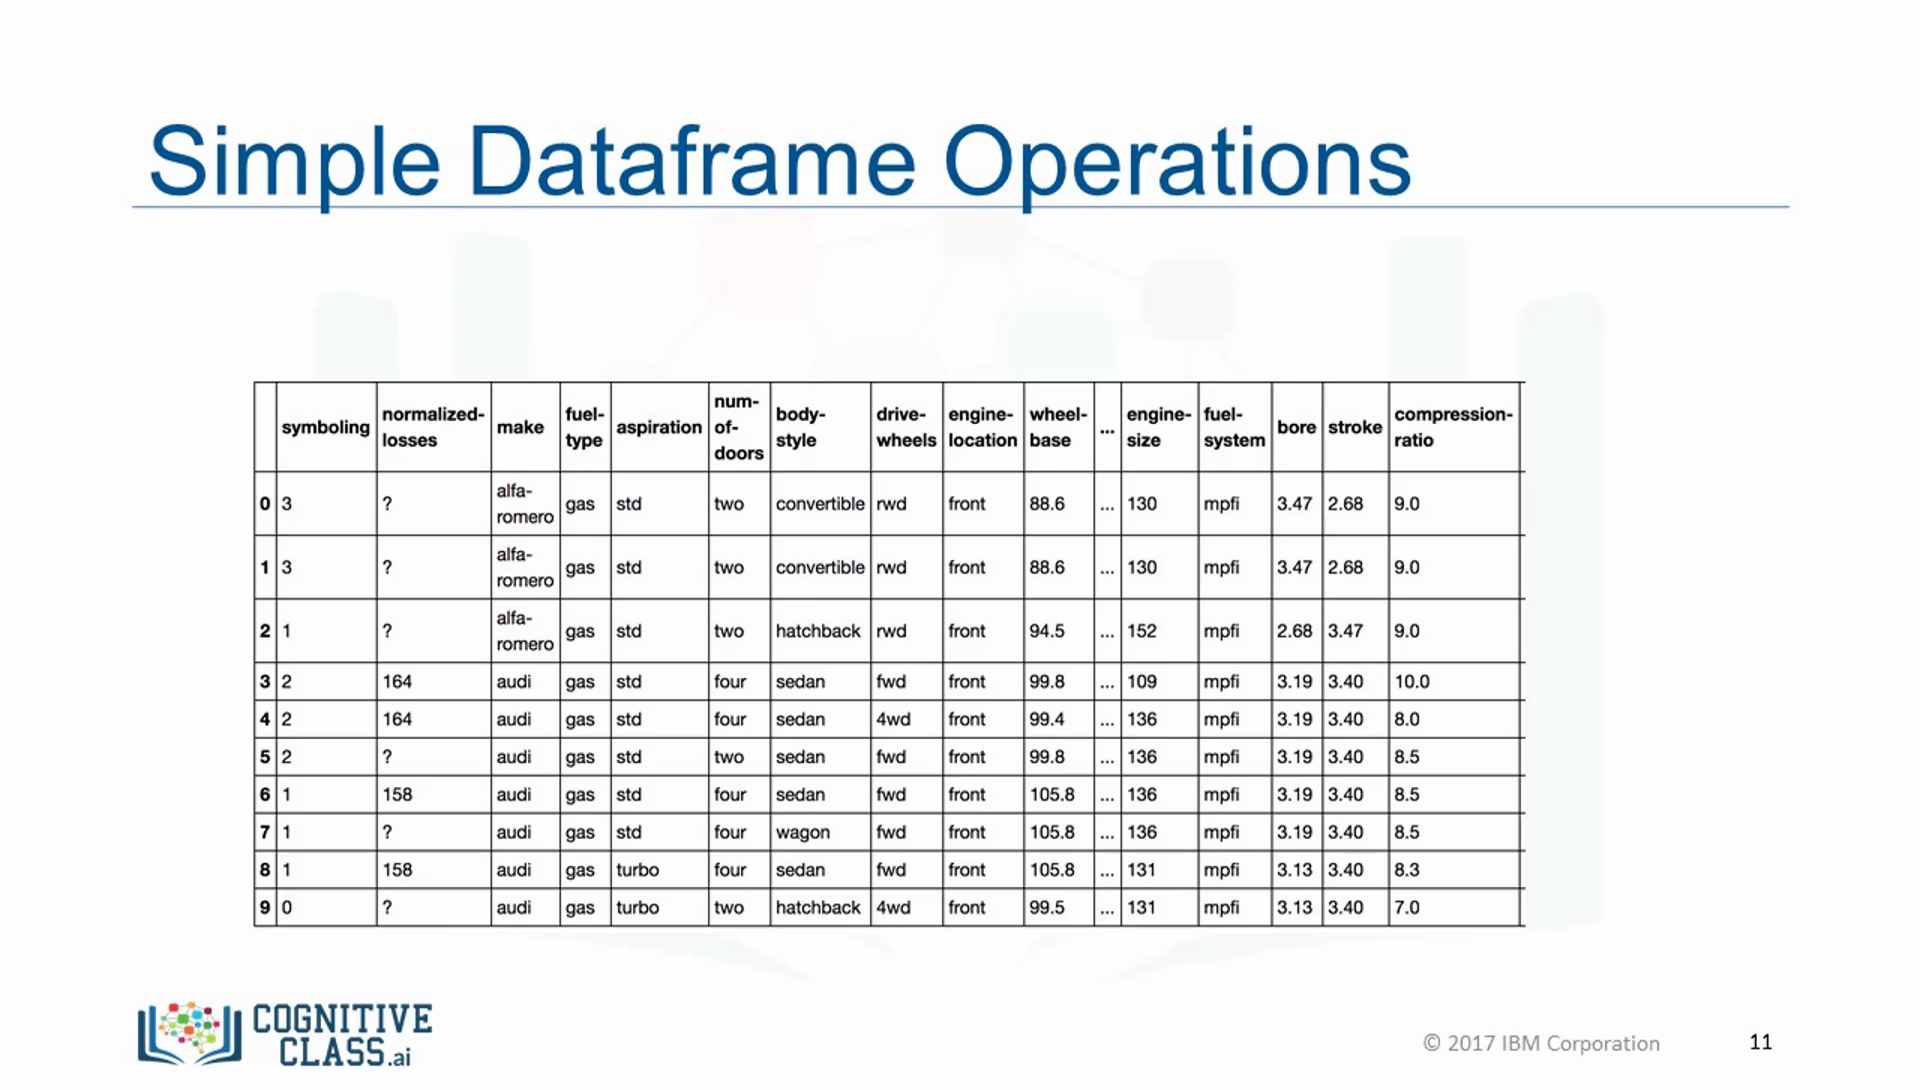 Simple Dataframe Operations
symboling normalized-losses make fuel-type aspiration num-of-doors body-style drive-wheels engine-location wheel-base ... engine-size fuel-system bore stroke compression-ratio
0 3 ? alfa-romero gas std two convertible rwd front 88.6 ... 130 mpfi 3.47 2.68 9.0
1 3 ? alfa-romero gas std two convertible rwd front 88.6 ... 130 mpfi 3.47 2.68 9.0
2 1 ? alfa-romero gas std two hatchback rwd front 94.5 ... 152 mpfi 2.68 3.47 9.0
3 2 164 audi gas std four sedan fwd front 99.8 ... 109 mpfi 3.19 3.40 10.0
4 2 164 audi gas std four sedan 4wd front 99.4 ... 136 mpfi 3.19 3.40 8.0
5 2 ? audi gas std two sedan fwd front 99.8 ... 136 mpfi 3.19 3.40 8.5
6 1 158 audi gas std four sedan fwd front 105.8 ... 136 mpfi 3.19 3.40 8.5
7 1 ? audi gas std four wagon fwd front 105.8 ... 136 mpfi 3.19 3.40 8.5
8 1 158 audi gas turbo four sedan fwd front 105.8 ... 131 mpfi 3.13 3.40 8.3
9 0 ? audi gas turbo two hatchback 4wd front 99.5 ... 131 mpfi 3.13 3.40 7.0
COGNITIVE
CLASS.ai
© 2017 IBM Corporation 11